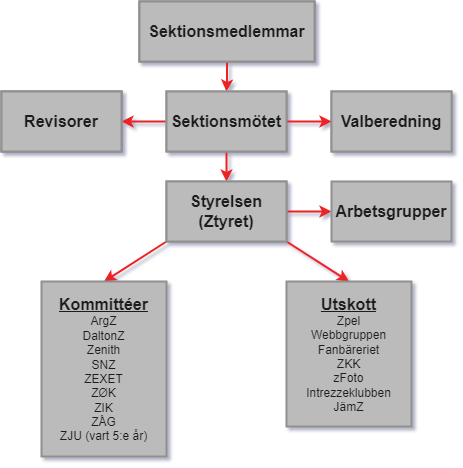 Sektionsmedlemmar
Revisorer
Sektionsmötet
Valberedning
Styrelsen
(Ztyret)
Arbetsgrupper
Kommittéer
ArgZ
DaltonZ
Zenith
SNZ
ZEXET
ZØK
ZIK
ZÅG
ZJU (vart 5:e år)
Utskott
Zpel
Webbgruppen
Fanbäreriet
ZKK
zFoto
Intrezzeklubben
JämZ